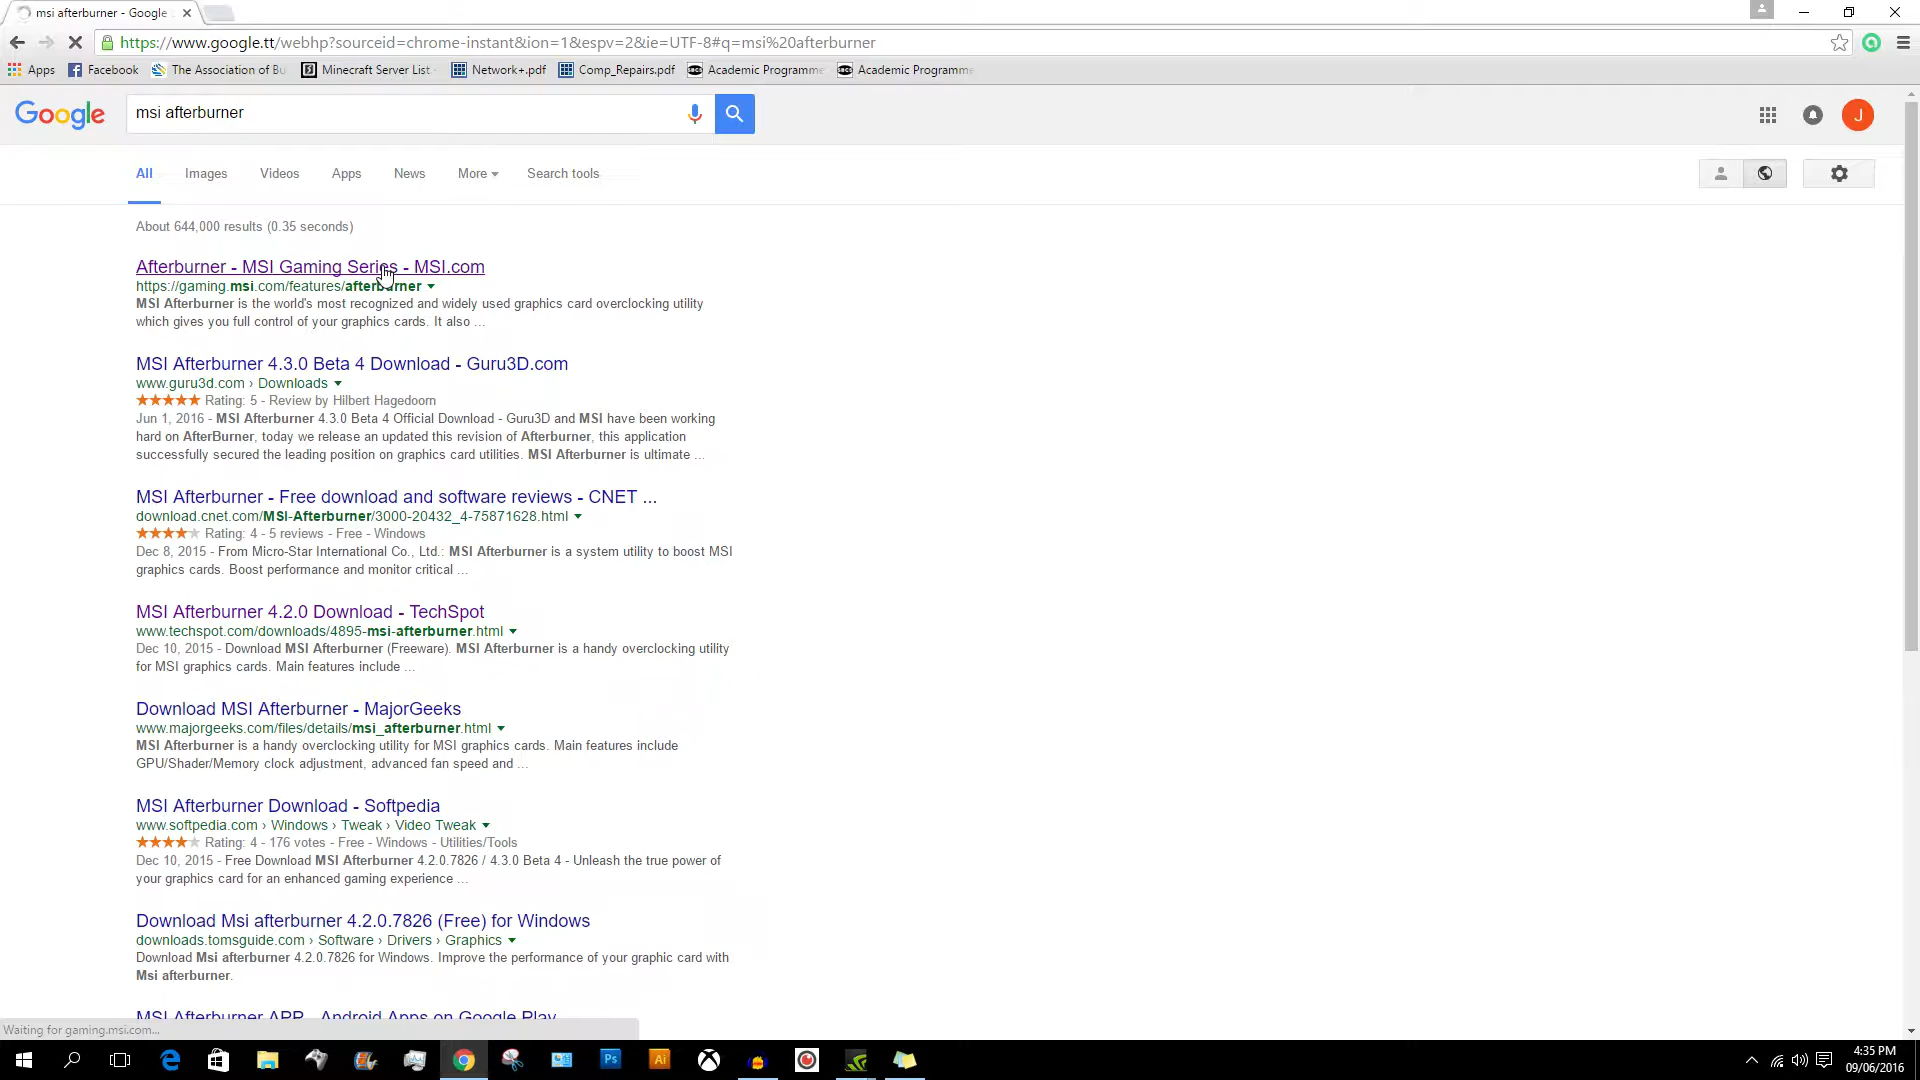 msi afterburner - Google
https://www.google.tt/webhp?sourceid=chrome-instant&ion=1&espv=2&ie=UTF-8#q=msi%20afterburner
Apps Facebook The Association of Bu Minecraft Server List - Network+.pdf Comp_Repairs.pdf Academic Programme Academic Programme
Google msi afterburner J
All Images Videos Apps News More Search tools
About 644,000 results (0.35 seconds)
Afterburner - MSI Gaming Series - MSI.com
https://gaming.msi.com/features/afterburner
MSI Afterburner is the world's most recognized and widely used graphics card overclocking utility
which gives you full control of your graphics cards. It also ...
MSI Afterburner 4.3.0 Beta 4 Download - Guru3D.com
www.guru3d.com › Downloads
Rating: 5 - Review by Hilbert Hagedoorn
Jun 1, 2016 - MSI Afterburner 4.3.0 Beta 4 Official Download - Guru3D and MSI have been working
hard on AfterBurner, today we release an updated this revision of Afterburner, this application
successfully secured the leading position on graphics card utilities. MSI Afterburner is ultimate ...
MSI Afterburner - Free download and software reviews - CNET ...
download.cnet.com/MSI-Afterburner/3000-20432_4-75871628.html
Rating: 4 - 5 reviews - Free - Windows
Dec 8, 2015 - From Micro-Star International Co., Ltd.: MSI Afterburner is a system utility to boost MSI
graphics cards. Boost performance and monitor critical ...
MSI Afterburner 4.2.0 Download - TechSpot
www.techspot.com/downloads/4895-msi-afterburner.html
Dec 10, 2015 - Download MSI Afterburner (Freeware). MSI Afterburner is a handy overclocking utility
for MSI graphics cards. Main features include ...
Download MSI Afterburner - MajorGeeks
www.majorgeeks.com/files/details/msi_afterburner.html
MSI Afterburner is a handy overclocking utility for MSI graphics cards. Main features include
GPU/Shader/Memory clock adjustment, advanced fan speed and ...
MSI Afterburner Download - Softpedia
www.softpedia.com › Windows › Tweak › Video Tweak
Rating: 4 - 176 votes - Free - Windows - Utilities/Tools
Dec 10, 2015 - Free Download MSI Afterburner 4.2.0.7826 / 4.3.0 Beta 4 - Unleash the true power of
your graphics card for an enhanced gaming experience ...
Download Msi afterburner 4.2.0.7826 (Free) for Windows
downloads.tomsguide.com › Software › Drivers › Graphics
Download Msi afterburner 4.2.0.7826 for Windows. Improve the performance of your graphic card with
Msi afterburner.
MSI Afterburner APP - Android Apps on Google Play
Waiting for gaming.msi.com...
Ps Ai
4:35 PM
09/06/2016